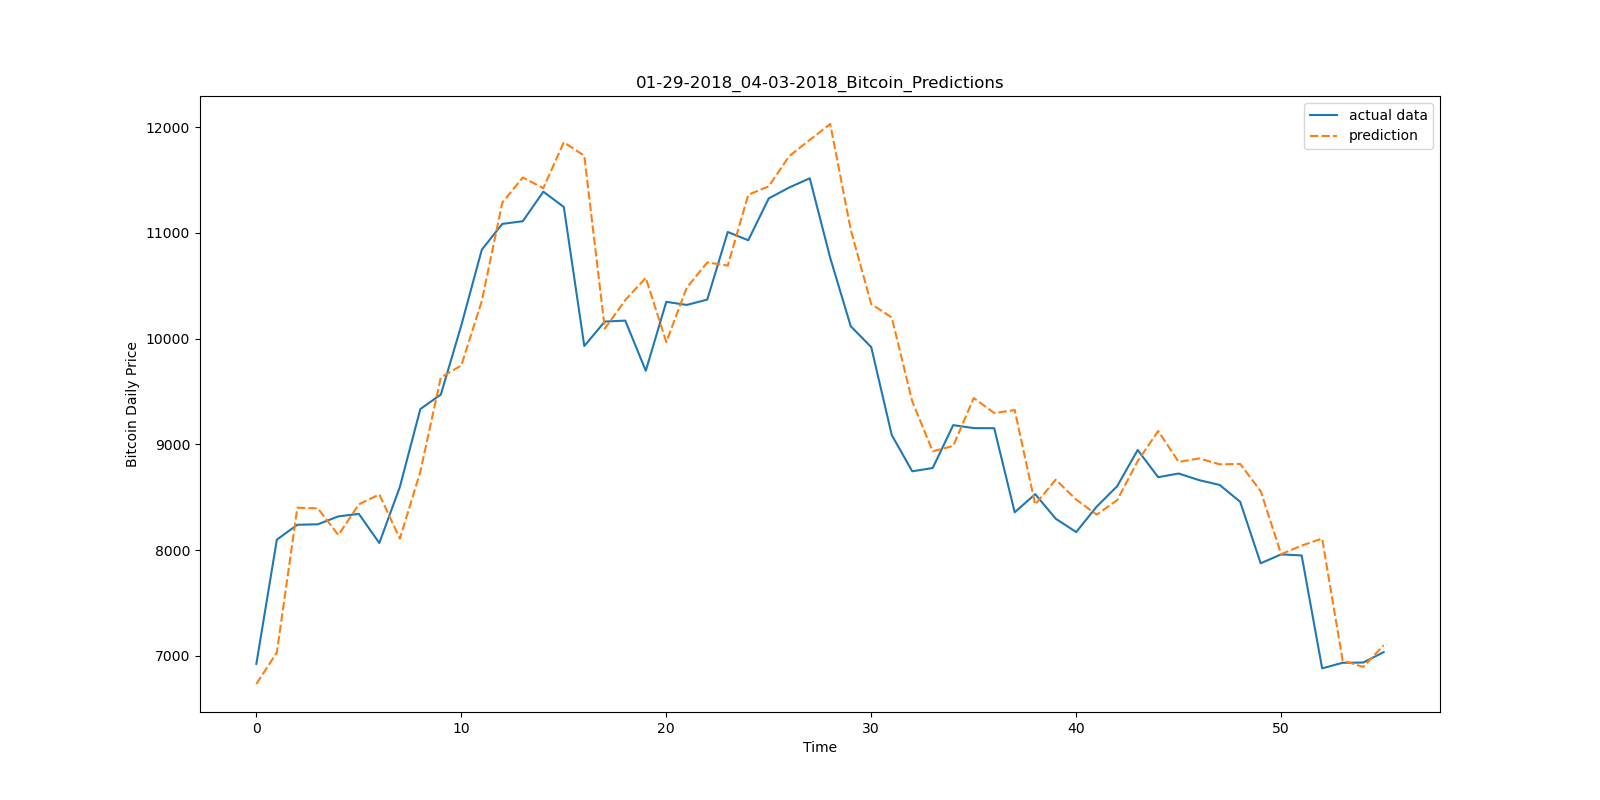 01-29-2018_04-03-2018_Bitcoin_Predictions
actual data
prediction
12000
11000
10000
9000
8000
7000
Bitcoin Daily Price
0 10 20 30 40 50
Time